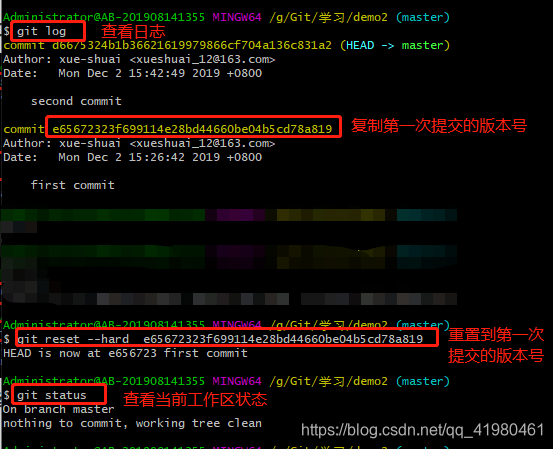 Administrator@AB-201908141355 MINGW64 /g/Git/学习/demo2 (master)
$ git log 查看日志
commit d6675324b1b36621619979866cf704a136c831a2 (HEAD -> master)
Author: xue-shuai <xueshuai_12@163.com>
Date: Mon Dec 2 15:42:49 2019 +0800
second commit
commit e65672323f699114e28bd44660be04b5cd78a819 复制第一次提交的版本号
Author: xue-shuai <xueshuai_12@163.com>
Date: Mon Dec 2 15:26:42 2019 +0800
first commit
Administrator@AB-201908141355 MINGW64 /g/Git/学习/demo2 (master)
$ git reset --hard e65672323f699114e28bd44660be04b5cd78a819 重置到第一次
HEAD is now at e656723 first commit 提交的版本号
Administrator@AB-201908141355 MINGW64 /g/Git/学习/demo2 (master)
$ git status 查看当前工作区状态
On branch master
nothing to commit, working tree clean
https://blog.csdn.net/qq_41980461